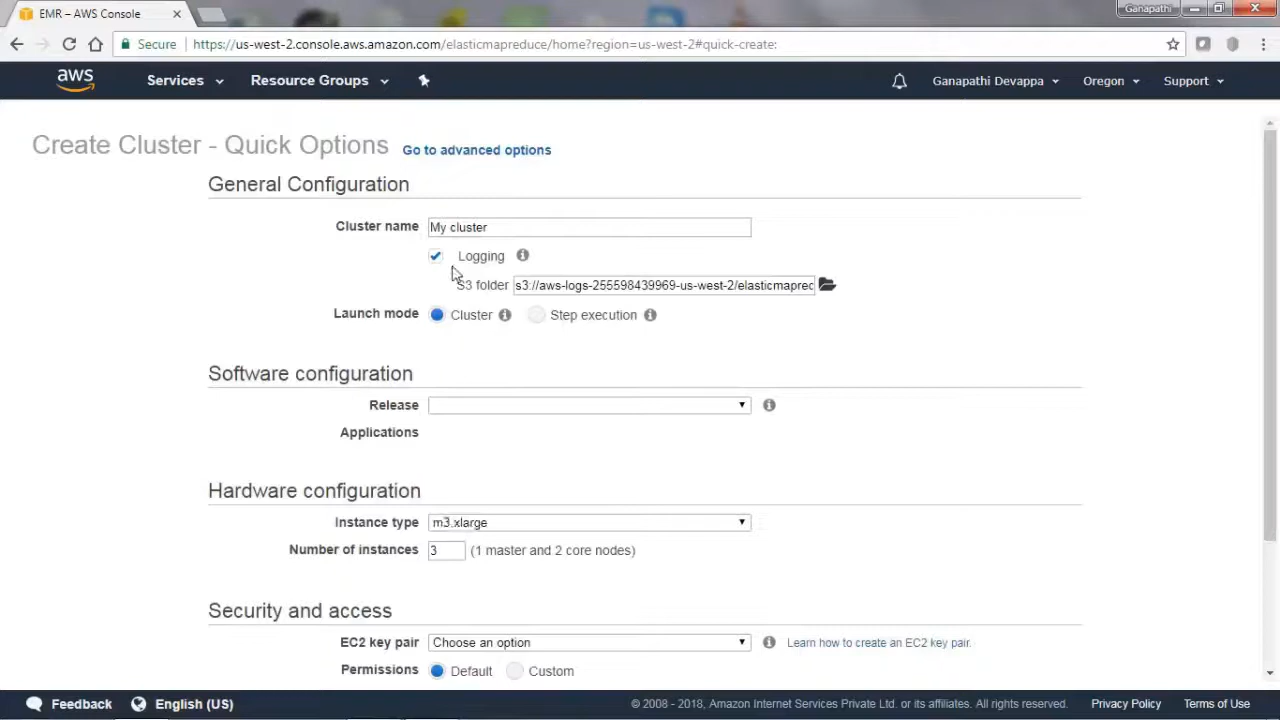 EMR – AWS Console
Ganapathi
Secure
https://us-west-2.console.aws.amazon.com/elasticmapreduce/home?region=us-west-2#quick-create:
aws
Services
Resource Groups
Ganapathi Devappa
Oregon
Support
Create Cluster - Quick Options
Go to advanced options
General Configuration
Cluster name
My cluster
Logging
S3 folder
s3://aws-logs-255598439969-us-west-2/elasticmapred
Launch mode
Cluster
Step execution
Software configuration
Release
Applications
Hardware configuration
Instance type
m3.xlarge
Number of instances
3
(1 master and 2 core nodes)
Security and access
EC2 key pair
Choose an option
Learn how to create an EC2 key pair.
Permissions
Default
Custom
Feedback
English (US)
© 2008 - 2018, Amazon Internet Services Private Ltd. or its affiliates. All rights reserved.
Privacy Policy
Terms of Use